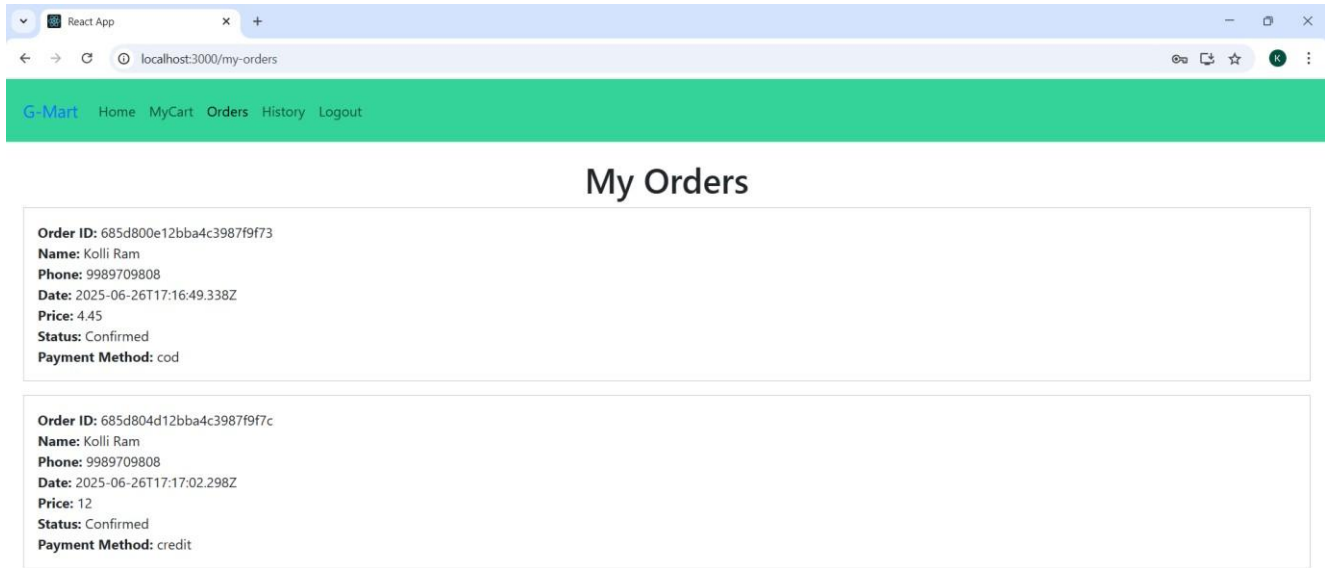 React App
localhost:3000/my-orders
K
G-Mart Home MyCart Orders History Logout
My Orders
Order ID: 685d800e12bba4c3987f9f73
Name: Kolli Ram
Phone: 9989709808
Date: 2025-06-26T17:16:49.338Z
Price: 4.45
Status: Confirmed
Payment Method: cod
Order ID: 685d804d12bba4c3987f9f7c
Name: Kolli Ram
Phone: 9989709808
Date: 2025-06-26T17:17:02.298Z
Price: 12
Status: Confirmed
Payment Method: credit